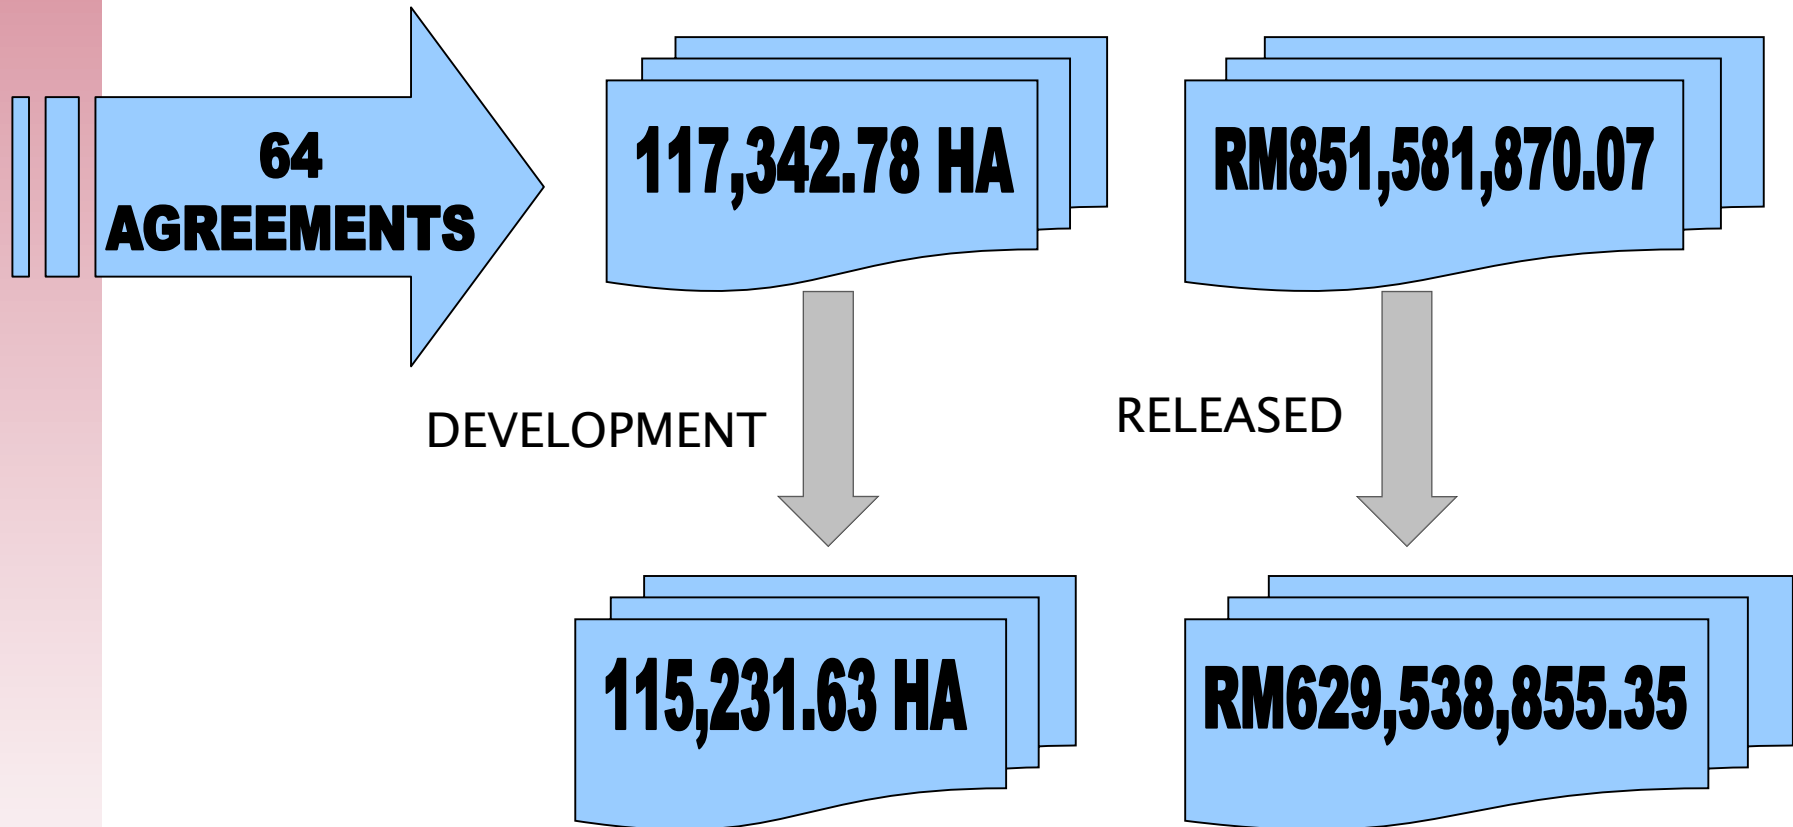 64
AGREEMENTS
117,342.78 HA
RM851,581,870.07
DEVELOPMENT
RELEASED
115,231.63 HA
RM629,538,855.35